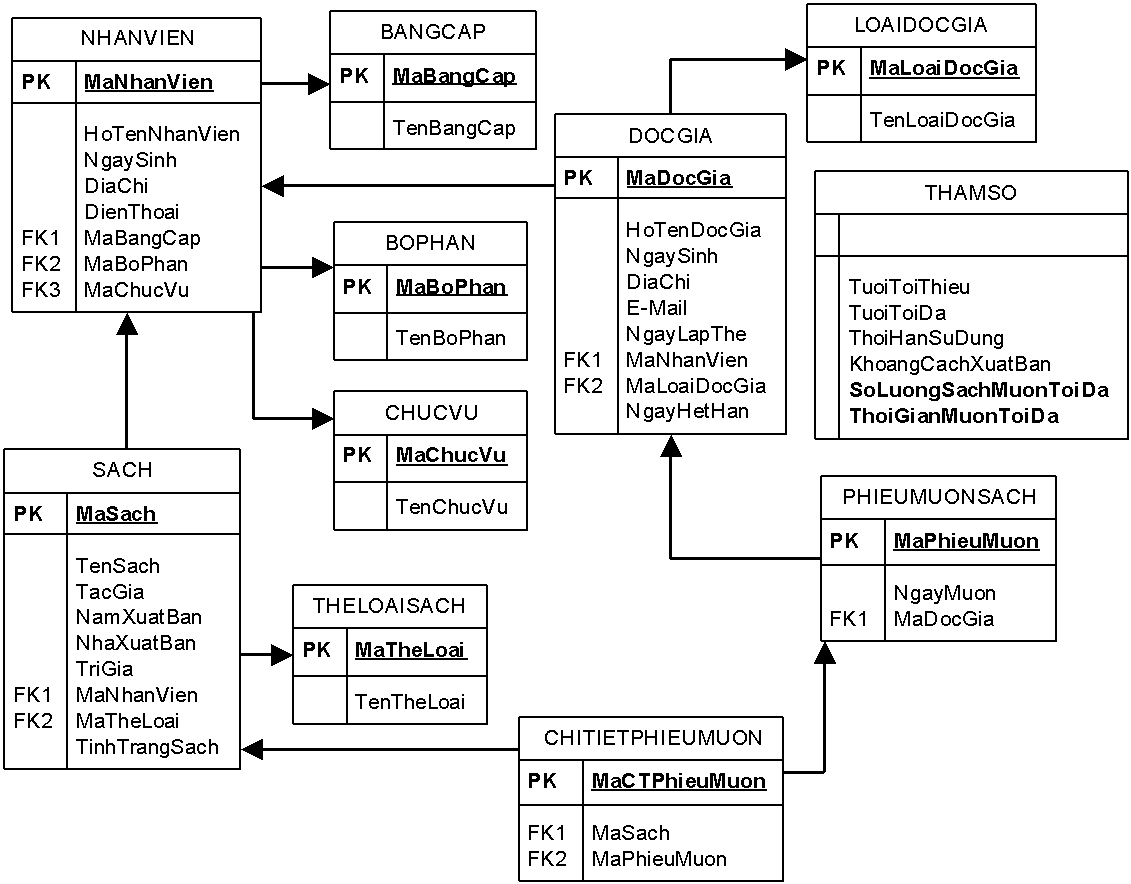 NHANVIEN
PK MaNhanVien
HoTenNhanVien
NgaySinh
DiaChi
DienThoai
FK1 MaBangCap
FK2 MaBoPhan
FK3 MaChucVu
BANGCAP
PK MaBangCap
TenBangCap
LOAIDOCGIA
PK MaLoaiDocGia
TenLoaiDocGia
DOCGIA
PK MaDocGia
HoTenDocGia
NgaySinh
DiaChi
E-Mail
NgayLapThe
FK1 MaNhanVien
FK2 MaLoaiDocGia
NgayHetHan
THAMSO
TuoiToiThieu
TuoiToiDa
ThoiHanSuDung
KhoangCachXuatBan
SoLuongSachMuonToiDa
ThoiGianMuonToiDa
BOPHAN
PK MaBoPhan
TenBoPhan
CHUCVU
PK MaChucVu
TenChucVu
SACH
PK MaSach
TenSach
TacGia
NamXuatBan
NhaXuatBan
TriGia
FK1 MaNhanVien
FK2 MaTheLoai
TinhTrangSach
THELOAISACH
PK MaTheLoai
TenTheLoai
PHIEUMUONSACH
PK MaPhieuMuon
NgayMuon
FK1 MaDocGia
CHITIETPHIEUMUON
PK MaCTPhieuMuon
FK1 MaSach
FK2 MaPhieuMuon